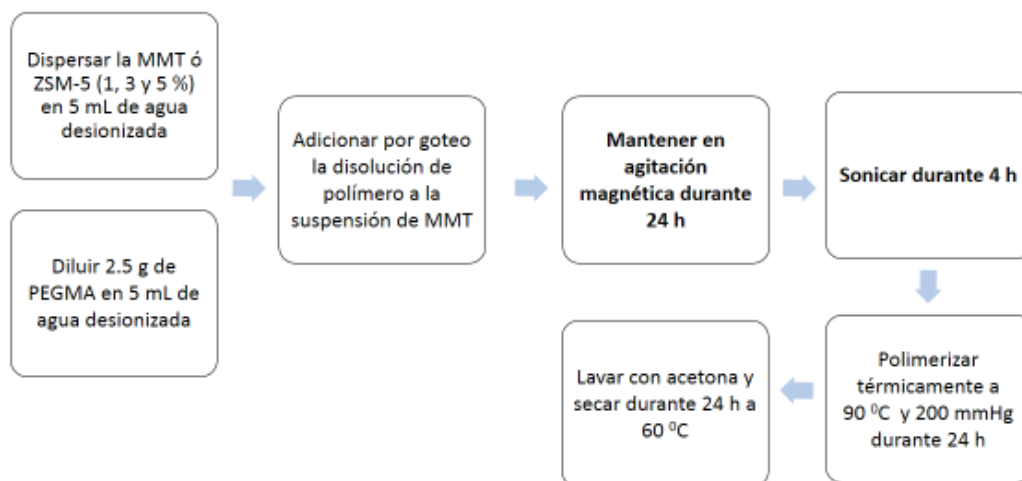 Dispersar la MMT ó
ZSM-5 (1, 3 y 5 %)
en 5 mL de agua
desionizada
Diluir 2.5 g de
PEGMA en 5 mL de
agua desionizada
Adicionar por goteo
la disolución de
polímero a la
suspensión de MMT
Mantener en
agitación
magnética durante
24 h
Sonicar durante 4 h
Polimerizar
térmicamente a
90 ⁰C y 200 mmHg
durante 24 h
Lavar con acetona y
secar durante 24 h a
60 ⁰C